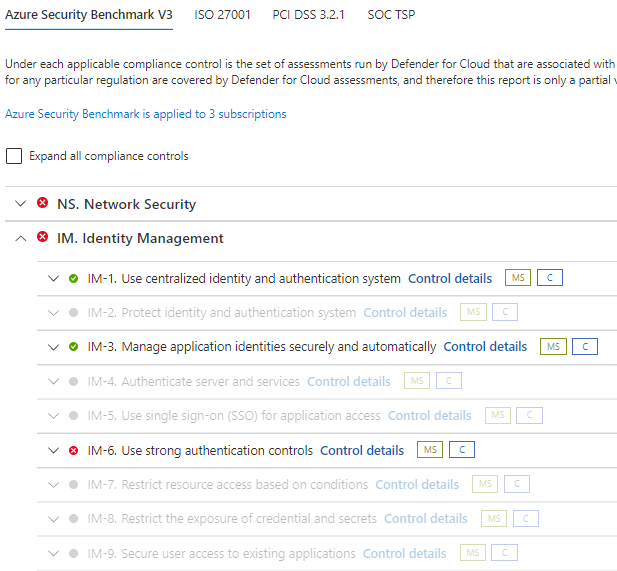 Azure Security Benchmark V3 ISO 27001 PCI DSS 3.2.1 SOC TSP
Under each applicable compliance control is the set of assessments run by Defender for Cloud that are associated with
for any particular regulation are covered by Defender for Cloud assessments, and therefore this report is only a partial
Azure Security Benchmark is applied to 3 subscriptions
Expand all compliance controls
NS. Network Security
IM. Identity Management
IM-1. Use centralized identity and authentication system Control details MS C
IM-2. Protect identity and authentication system Control details MS C
IM-3. Manage application identities securely and automatically Control details MS C
IM-4. Authenticate server and services Control details MS C
IM-5. Use single sign-on (SSO) for application access Control details MS C
IM-6. Use strong authentication controls Control details MS C
IM-7. Restrict resource access based on conditions Control details MS C
IM-8. Restrict the exposure of credential and secrets Control details MS C
IM-9. Secure user access to existing applications Control details MS C